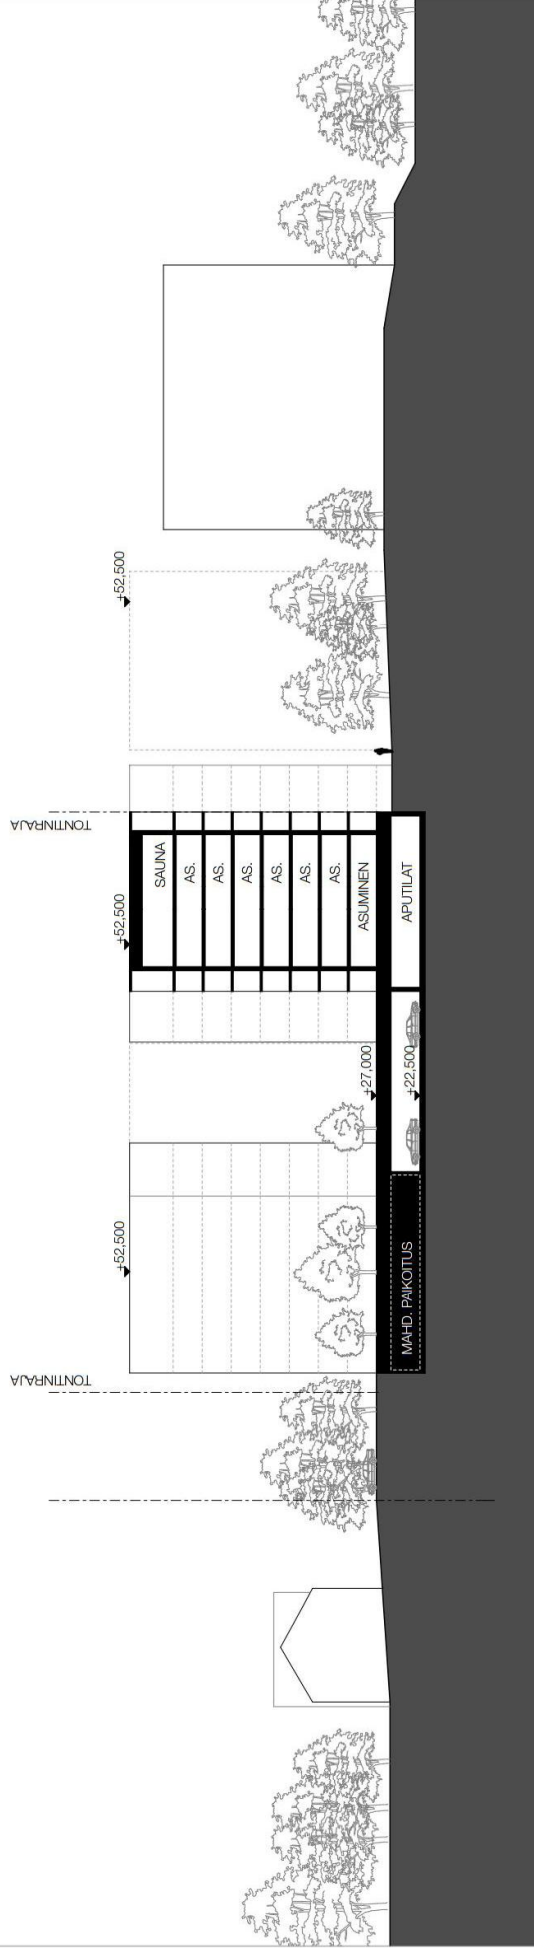 TONTINRAJA
TONTINRAJA
+52,500
+52,500
+52,500
SAUNA
AS.
AS.
AS.
AS.
AS.
AS.
ASUMINEN
+27,000
+22,500
MAHD. PAIKOITUS
APUTILAT